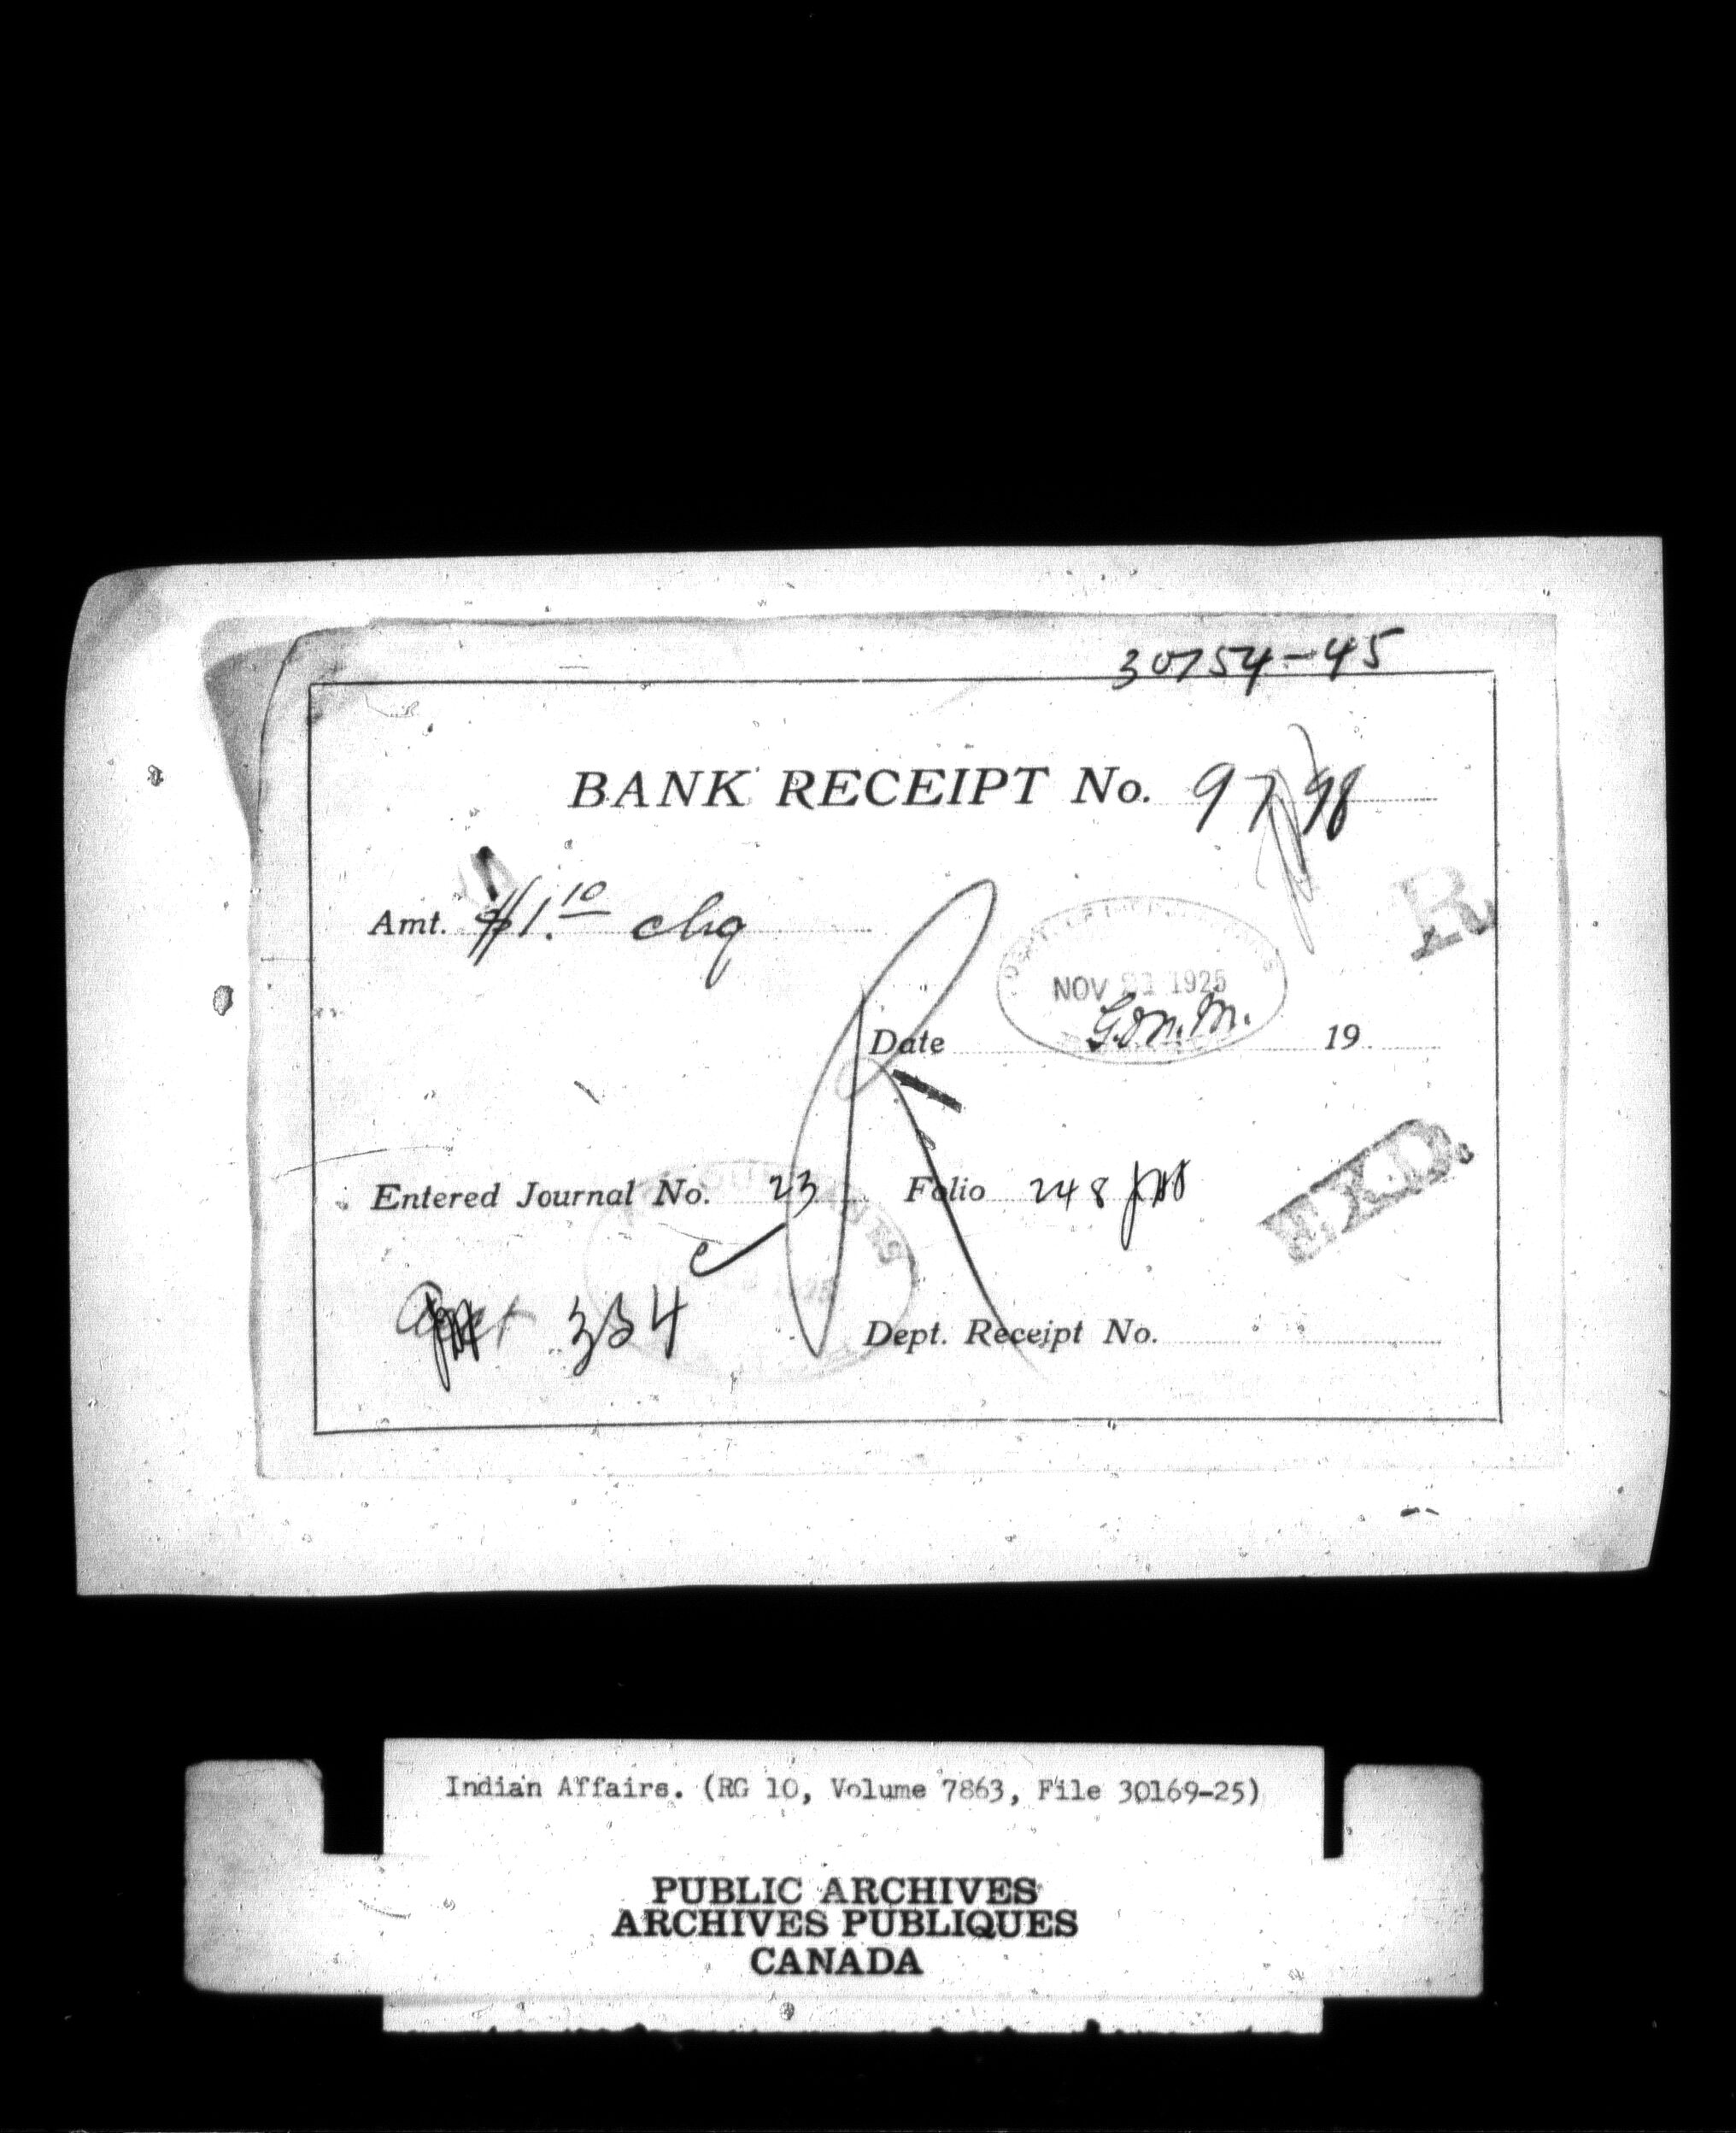 30154-45
BANK RECEIPT No. 9798
Amt. $1.10 chq
R
NOV 1925
G.M.M.
Date 19
Entered Journal No. 23 Folio 248
EXD.
334
Dept. Receipt No.
Indian Affairs. (RG 10, Volume 7863, File 30169-25)
PUBLIC ARCHIVES
ARCHIVES PUBLIQUES
CANADA